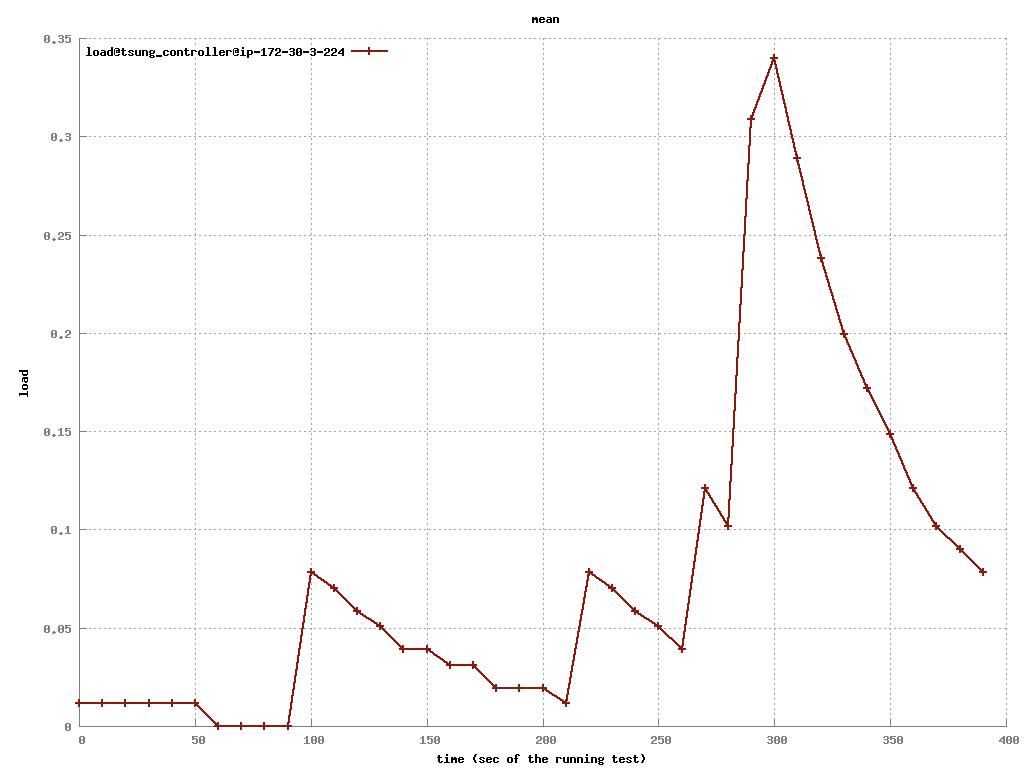 mean
load@tsung_controller@ip-172-30-3-224
0.35
0.3
0.25
0.2
0.15
0.1
0.05
0
load
0 50 100 150 200 250 300 350 400
time (sec of the running test)